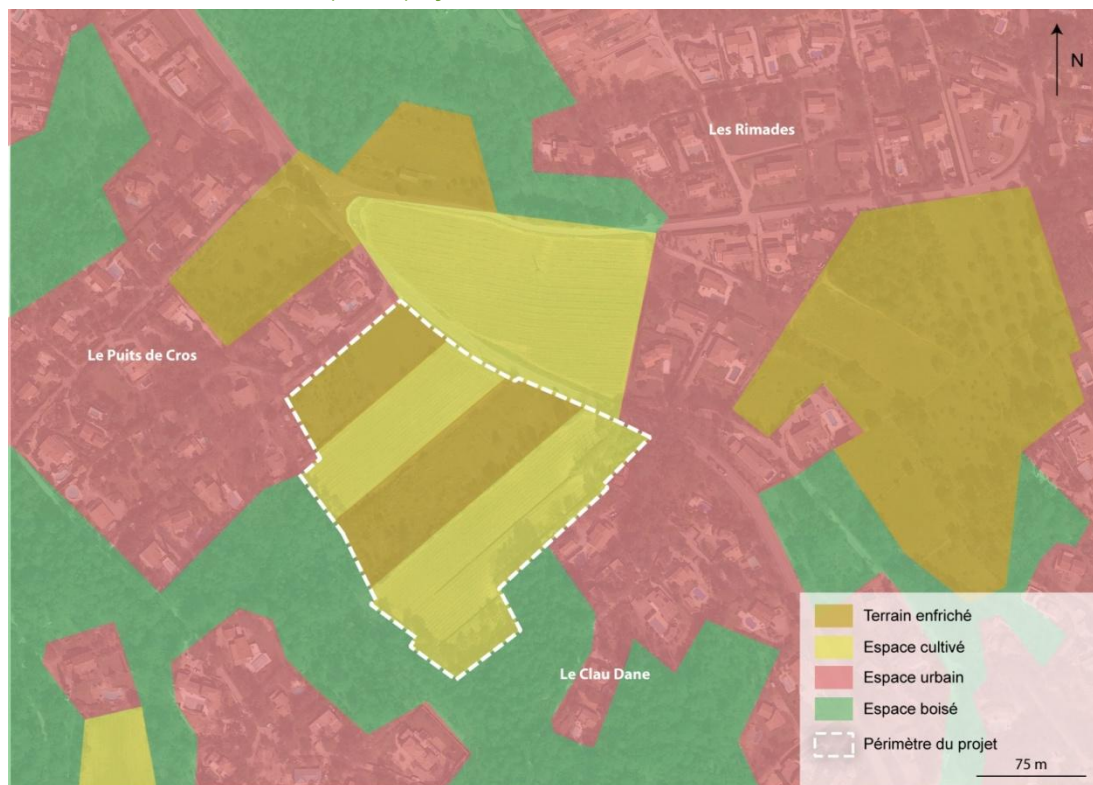 N
Les Rimades
Le Puits de Cros
Le Clau Dane
Terrain enfriché
Espace cultivé
Espace urbain
Espace boisé
Périmètre du projet
75 m